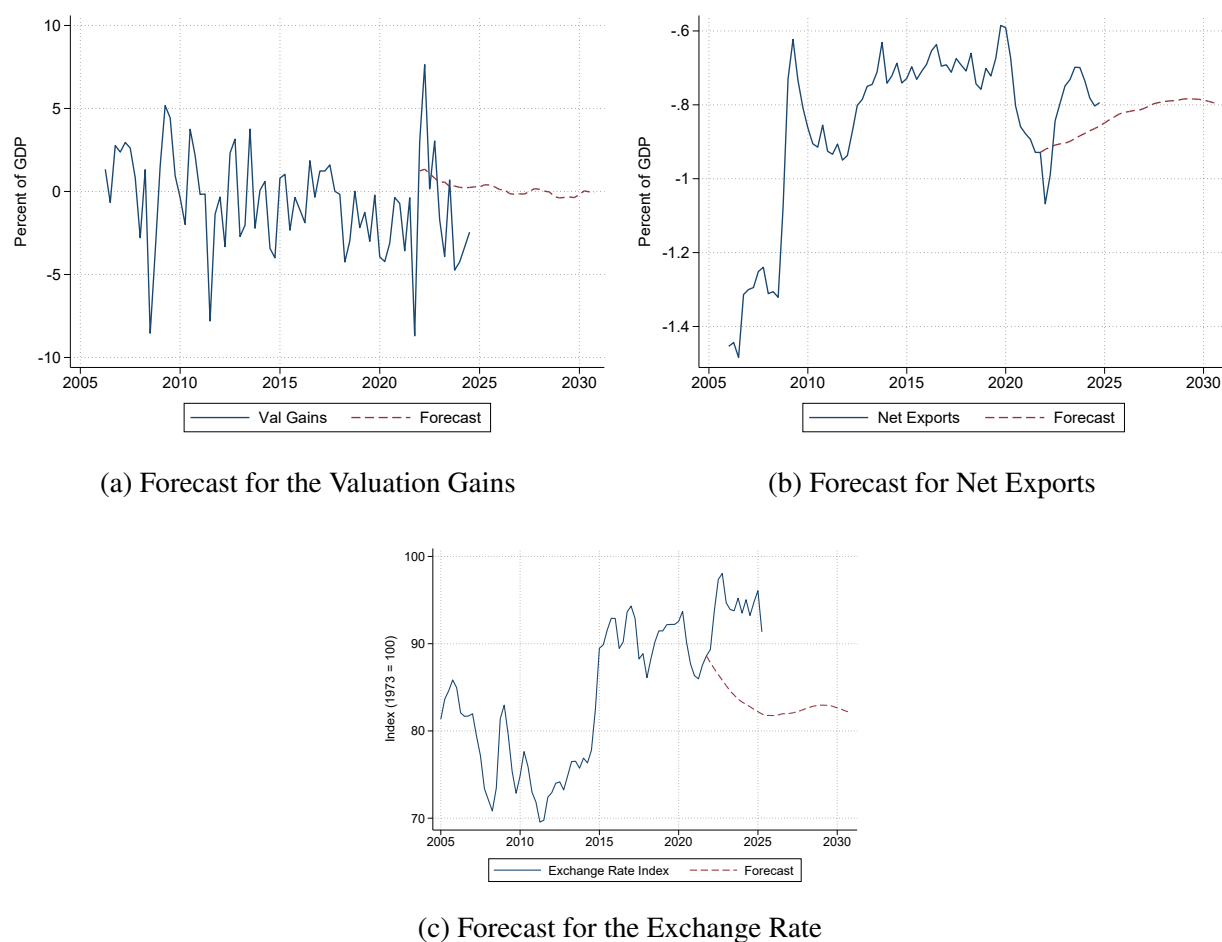 10
5
0
-5
-10
Percent of GDP
2005 2010 2015 2020 2025 2030
Val Gains Forecast
(a) Forecast for the Valuation Gains
-.6
-.8
-1
-1.2
-1.4
Percent of GDP
2005 2010 2015 2020 2025 2030
Net Exports Forecast
(b) Forecast for Net Exports
100
90
80
70
Index (1973 = 100)
2005 2010 2015 2020 2025 2030
Exchange Rate Index Forecast
(c) Forecast for the Exchange Rate